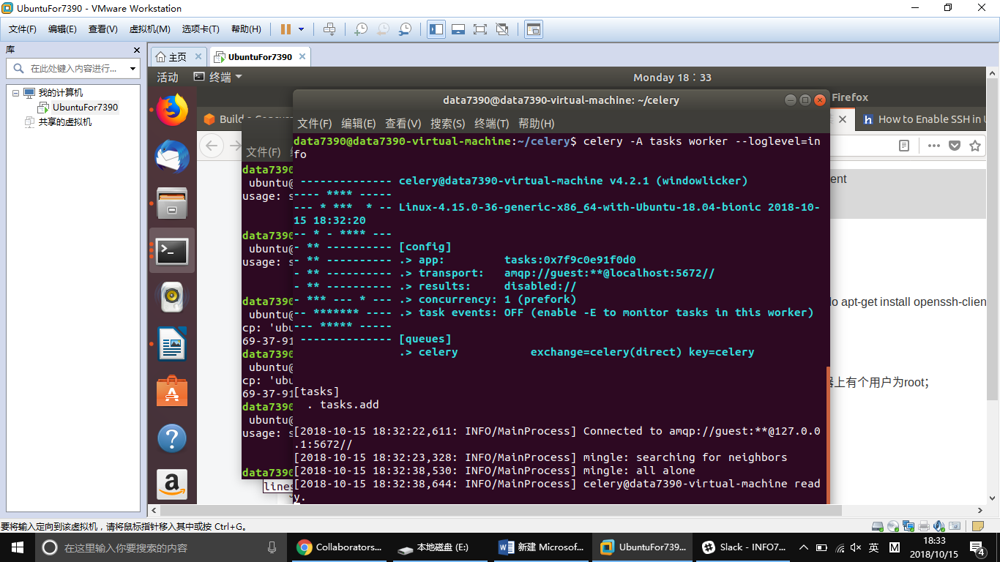 UbuntuFor7390 - VMware Workstation
文件(F) 编辑(E) 查看(V) 虚拟机(M) 选项卡(T) 帮助(H)
库
在此处键入内容进行...
我的计算机
UbuntuFor7390
共享的虚拟机
主页 UbuntuFor7390
活动 终端 Monday 18：33
Firefox
data7390@data7390-virtual-machine: ~/celery
How to Enable SSH in U
文件(F) 编辑(E) 查看(V) 搜索(S) 终端(T) 帮助(H)
data7390@data7390-virtual-machine:~/celery$ celery -A tasks worker --loglevel=in
fo
 -------------- celery@data7390-virtual-machine v4.2.1 (windowlicker)
---- **** -----
--- * ***  * -- Linux-4.15.0-36-generic-x86_64-with-Ubuntu-18.04-bionic 2018-10-
15 18:32:20
-- * - **** ---
- ** ---------- [config]
- ** ---------- .> app:         tasks:0x7f9c0e91f0d0
- ** ---------- .> transport:   amqp://guest:**@localhost:5672//
- ** ---------- .> results:     disabled://
- *** --- * --- .> concurrency: 1 (prefork)
-- ******* ---- .> task events: OFF (enable -E to monitor tasks in this worker)
--- ***** -----
 -------------- [queues]
                .> celery           exchange=celery(direct) key=celery
[tasks]
  . tasks.add
[2018-10-15 18:32:22,611: INFO/MainProcess] Connected to amqp://guest:**@127.0.0
.1:5672//
[2018-10-15 18:32:23,328: INFO/MainProcess] mingle: searching for neighbors
[2018-10-15 18:32:38,530: INFO/MainProcess] mingle: all alone
[2018-10-15 18:32:38,644: INFO/MainProcess] celery@data7390-virtual-machine read
y.
文件(F)
data7390
ubuntu@
usage: s
data7390
ubuntu@
usage: s
data7390
ubuntu@
cp: 'ubu
69-37-91
data7390
ubuntu@
cp: 'ubu
69-37-91
data7390
ubuntu@
usage: s
data7390
lines
do apt-get install openssh-client
器上有个用户为root；
要将输入定向到该虚拟机，请将鼠标指针移入其中或按 Ctrl+G。
在这里输入你要搜索的内容
Collaborators...
本地磁盘 (E:)
新建 Microsof...
UbuntuFor739...
Slack - INFO7...
英 M
18:33
2018/10/15
4